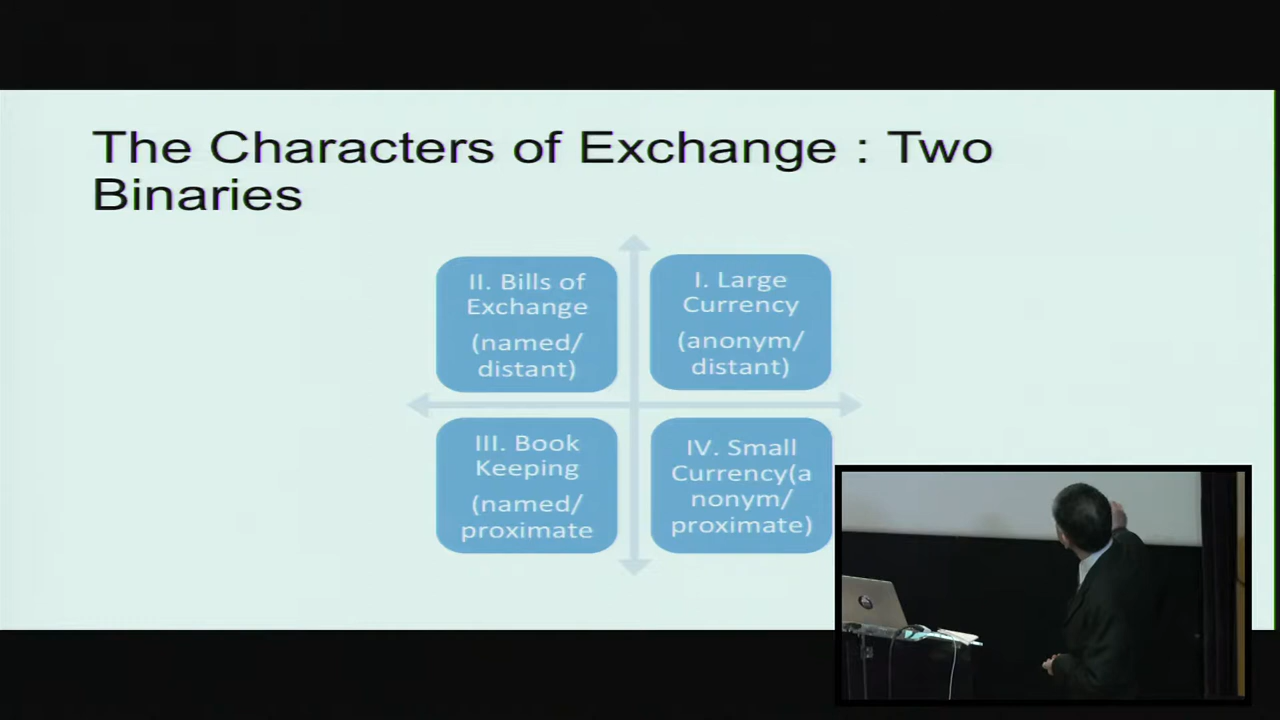 The Characters of Exchange : Two
Binaries
II. Bills of
Exchange
(named/
distant)
I. Large
Currency
(anonym/
distant)
III. Book
Keeping
(named/
proximate
IV. Small
Currency(a
nonym/
proximate)